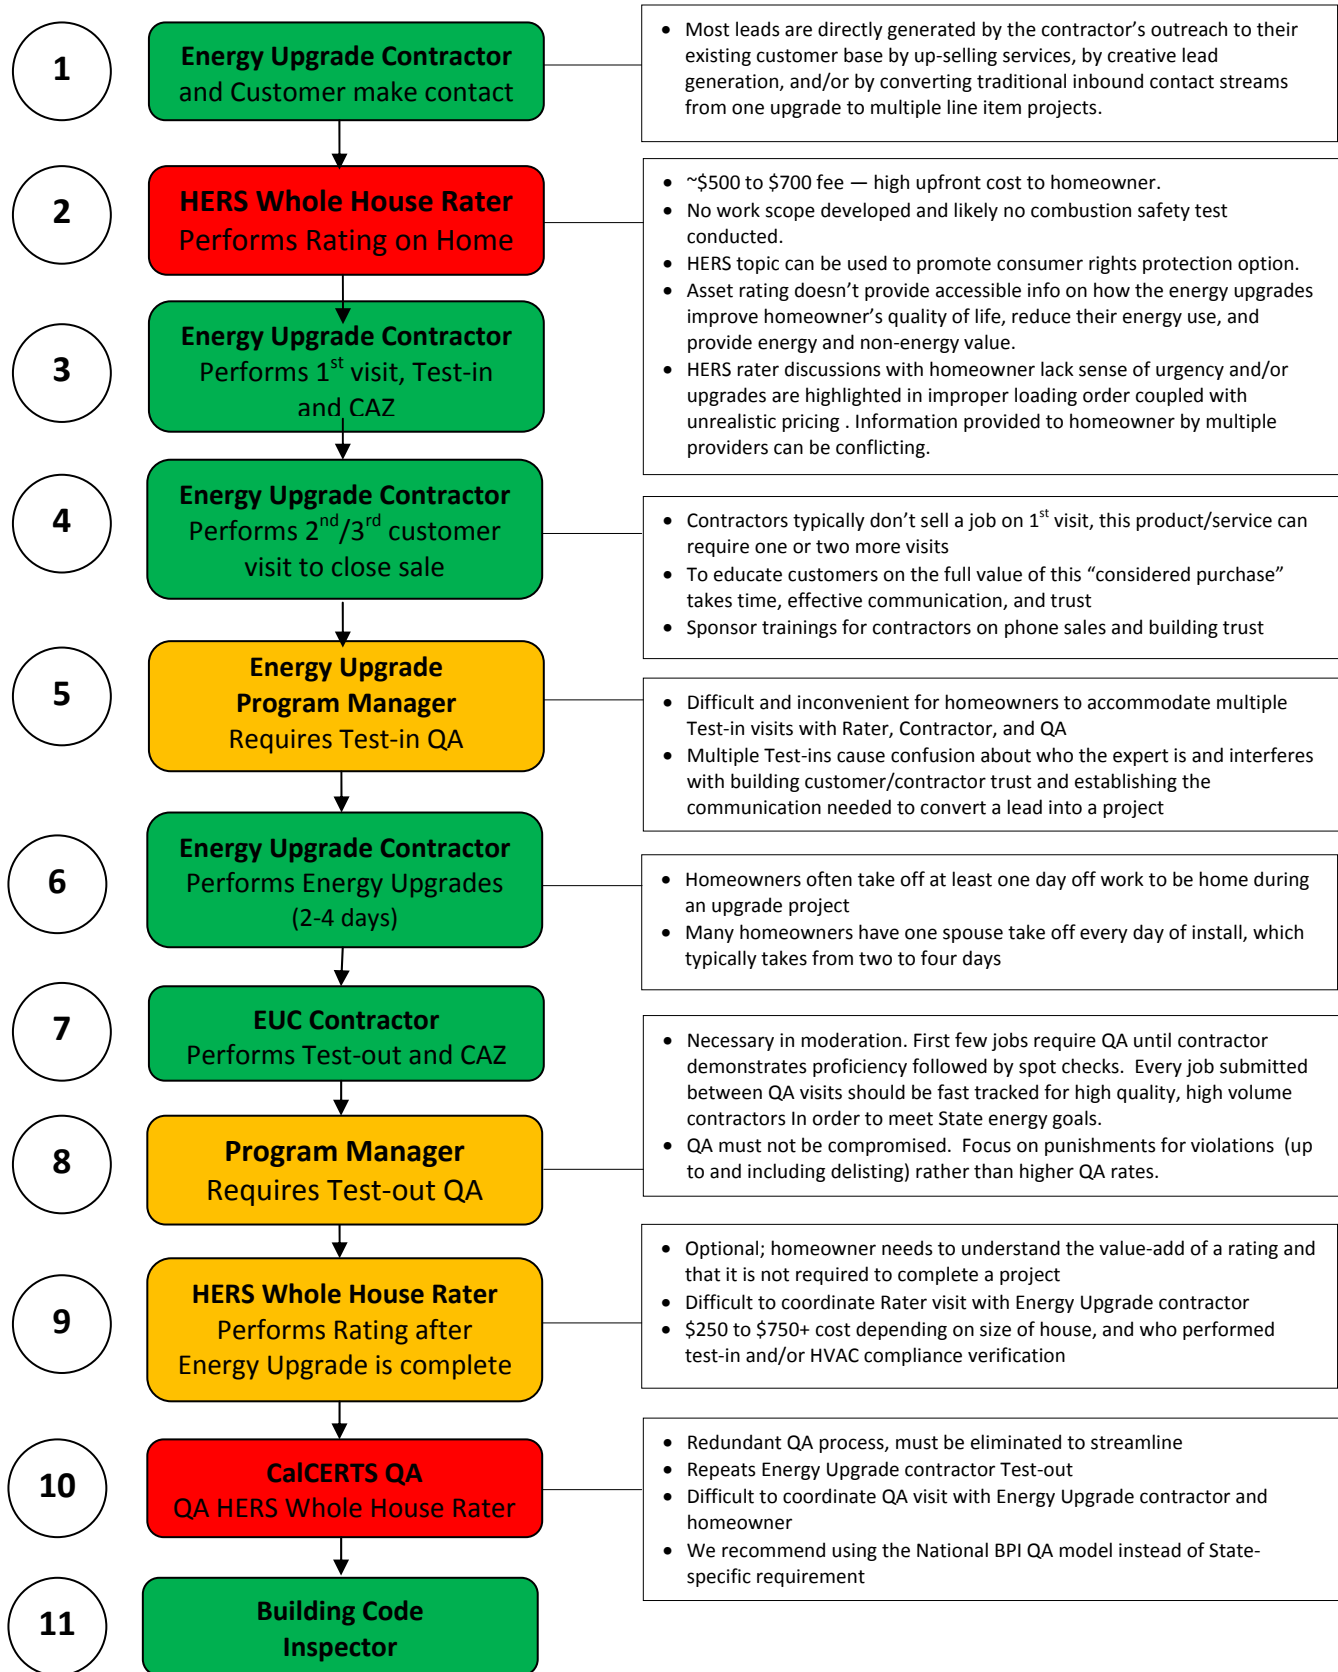 1
Energy Upgrade Contractor
and Customer make contact
• Most leads are directly generated by the contractor’s outreach to their
existing customer base by up-selling services, by creative lead
generation, and/or by converting traditional inbound contact streams
from one upgrade to multiple line item projects.
2
HERS Whole House Rater
Performs Rating on Home
• ~$500 to $700 fee — high upfront cost to homeowner.
• No work scope developed and likely no combustion safety test
conducted.
• HERS topic can be used to promote consumer rights protection option.
• Asset rating doesn’t provide accessible info on how the energy upgrades
improve homeowner’s quality of life, reduce their energy use, and
provide energy and non-energy value.
• HERS rater discussions with homeowner lack sense of urgency and/or
upgrades are highlighted in improper loading order coupled with
unrealistic pricing . Information provided to homeowner by multiple
providers can be conflicting.
3
Energy Upgrade Contractor
Performs 1st visit, Test-in
and CAZ
4
Energy Upgrade Contractor
Performs 2nd/3rd customer
visit to close sale
• Contractors typically don’t sell a job on 1st visit, this product/service can
require one or two more visits
• To educate customers on the full value of this “considered purchase”
takes time, effective communication, and trust
• Sponsor trainings for contractors on phone sales and building trust
5
Energy Upgrade
Program Manager
Requires Test-in QA
• Difficult and inconvenient for homeowners to accommodate multiple
Test-in visits with Rater, Contractor, and QA
• Multiple Test-ins cause confusion about who the expert is and interferes
with building customer/contractor trust and establishing the
communication needed to convert a lead into a project
6
Energy Upgrade Contractor
Performs Energy Upgrades
(2-4 days)
• Homeowners often take off at least one day off work to be home during
an upgrade project
• Many homeowners have one spouse take off every day of install, which
typically takes from two to four days
7
EUC Contractor
Performs Test-out and CAZ
8
Program Manager
Requires Test-out QA
• Necessary in moderation. First few jobs require QA until contractor
demonstrates proficiency followed by spot checks.  Every job submitted
between QA visits should be fast tracked for high quality, high volume
contractors In order to meet State energy goals.
• QA must not be compromised.  Focus on punishments for violations  (up
to and including delisting) rather than higher QA rates.
9
HERS Whole House Rater
Performs Rating after
Energy Upgrade is complete
• Optional; homeowner needs to understand the value-add of a rating and
that it is not required to complete a project
• Difficult to coordinate Rater visit with Energy Upgrade contractor
• $250 to $750+ cost depending on size of house, and who performed
test-in and/or HVAC compliance verification
10
CalCERTS QA
QA HERS Whole House Rater
• Redundant QA process, must be eliminated to streamline
• Repeats Energy Upgrade contractor Test-out
• Difficult to coordinate QA visit with Energy Upgrade contractor and
homeowner
• We recommend using the National BPI QA model instead of State-
specific requirement
11
Building Code
Inspector